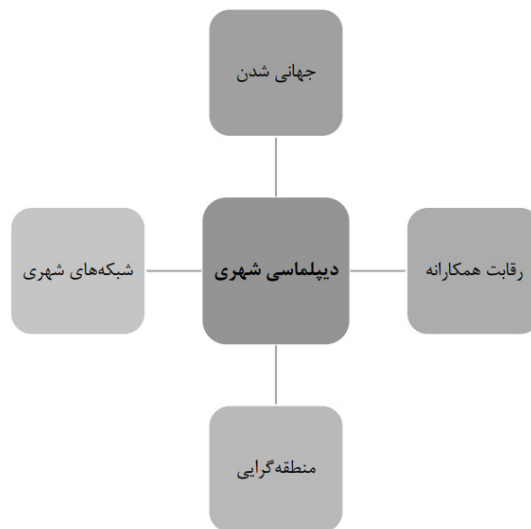 جهانی شدن
رقابت همکارانه
دیپلماسی شهری
شبکه‌های شهری
منطقه‌گرایی